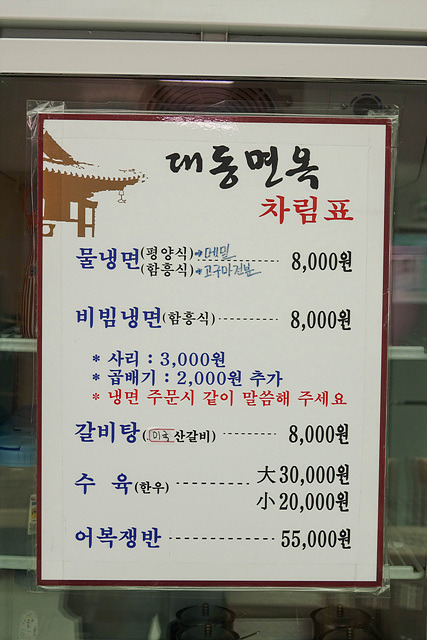 대동면옥
차림표
물냉면(평양식)→메밀
(함흥식)→고구마전분 8,000원
비빔냉면(함흥식)---------- 8,000원
* 사리 : 3,000원
* 곱배기 : 2,000원 추가
* 냉면 주문시 같이 말씀해 주세요
갈비탕(미국산갈비) --------- 8,000원
수 육(한우)------------- 大30,000원
小20,000원
어복쟁반 ----------------- 55,000원